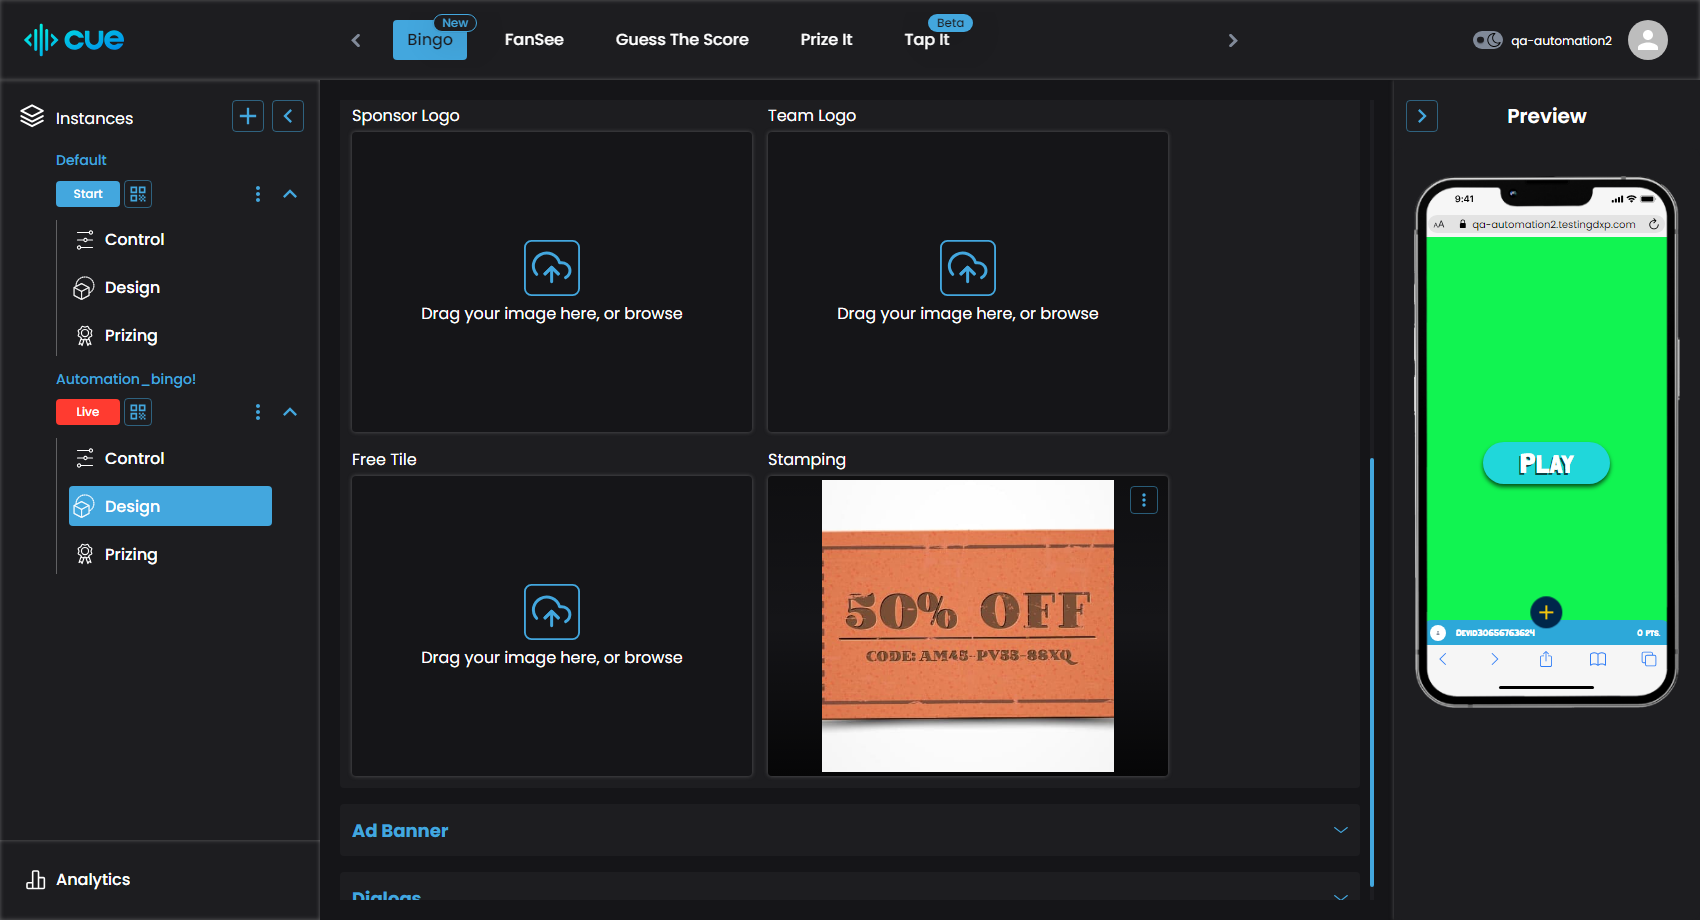 cue
Bingo
New
FanSee
Guess The Score
Prize It
Tap It
Beta
qa-automation2
Instances
Default
Start
Control
Design
Prizing
Automation_bingo!
Live
Control
Design
Prizing
Analytics
Sponsor Logo
Drag your image here, or browse
Team Logo
Drag your image here, or browse
Free Tile
Drag your image here, or browse
Stamping
50% OFF
CODE: AM45-PV55-88XQ
Ad Banner
Dialogs
Preview
9:41
AA
qa-automation2.testingdxp.com
PLAY
DEVID30656763624
0 PTS.